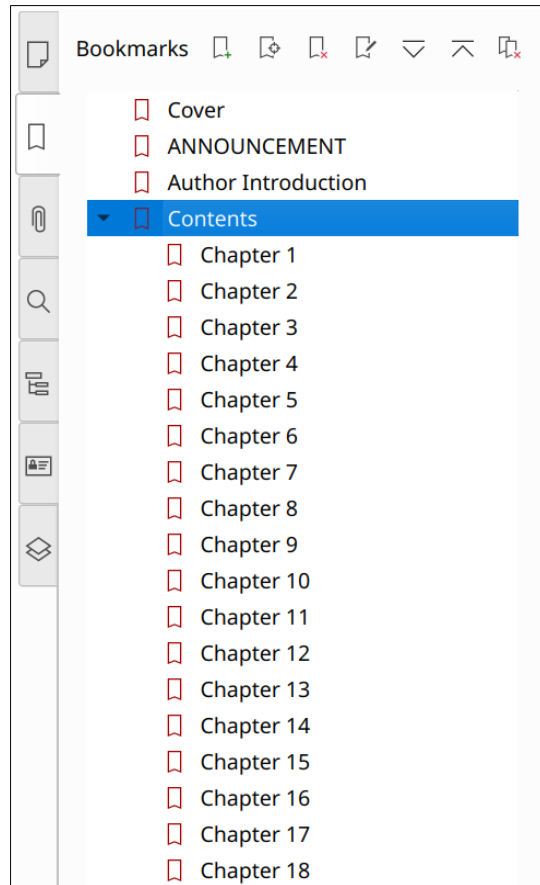 Bookmarks
Cover
ANNOUNCEMENT
Author Introduction
Contents
Chapter 1
Chapter 2
Chapter 3
Chapter 4
Chapter 5
Chapter 6
Chapter 7
Chapter 8
Chapter 9
Chapter 10
Chapter 11
Chapter 12
Chapter 13
Chapter 14
Chapter 15
Chapter 16
Chapter 17
Chapter 18